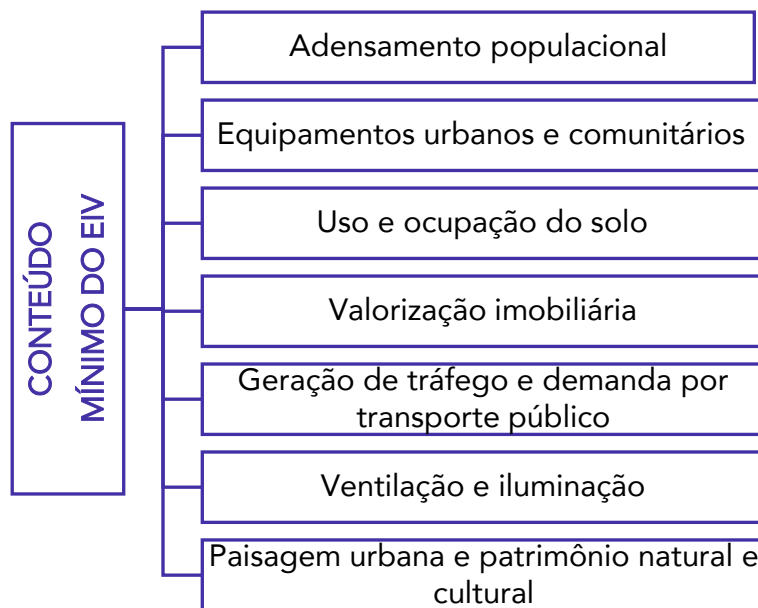 CONTEÚDO
MÍNIMO DO EIV
Adensamento populacional
Equipamentos urbanos e comunitários
Uso e ocupação do solo
Valorização imobiliária
Geração de tráfego e demanda por
transporte público
Ventilação e iluminação
Paisagem urbana e patrimônio natural e
cultural